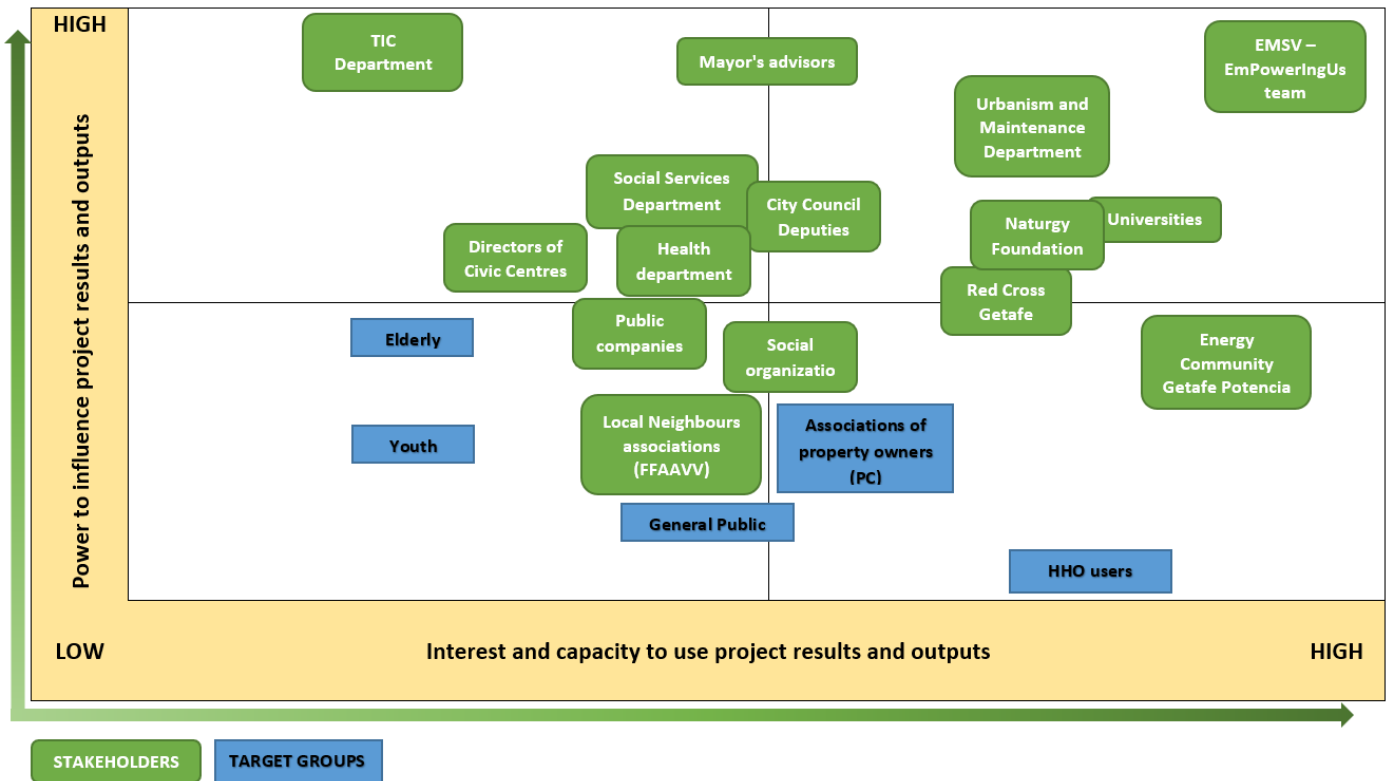 HIGH
Power to influence project results and outputs
LOW
Interest and capacity to use project results and outputs
HIGH
TIC
Department
Mayor's advisors
EMSV –
EmPowerIngUs
team
Urbanism and
Maintenance
Department
Social Services
Department
City Council
Deputies
Universities
Naturgy
Foundation
Directors of
Civic Centres
Health
department
Red Cross
Getafe
Public
companies
Elderly
Social
organizatio
Energy
Community
Getafe Potencia
Local Neighbours
associations
(FFAAVV)
Associations of
property owners
(PC)
Youth
General Public
HHO users
STAKEHOLDERS
TARGET GROUPS